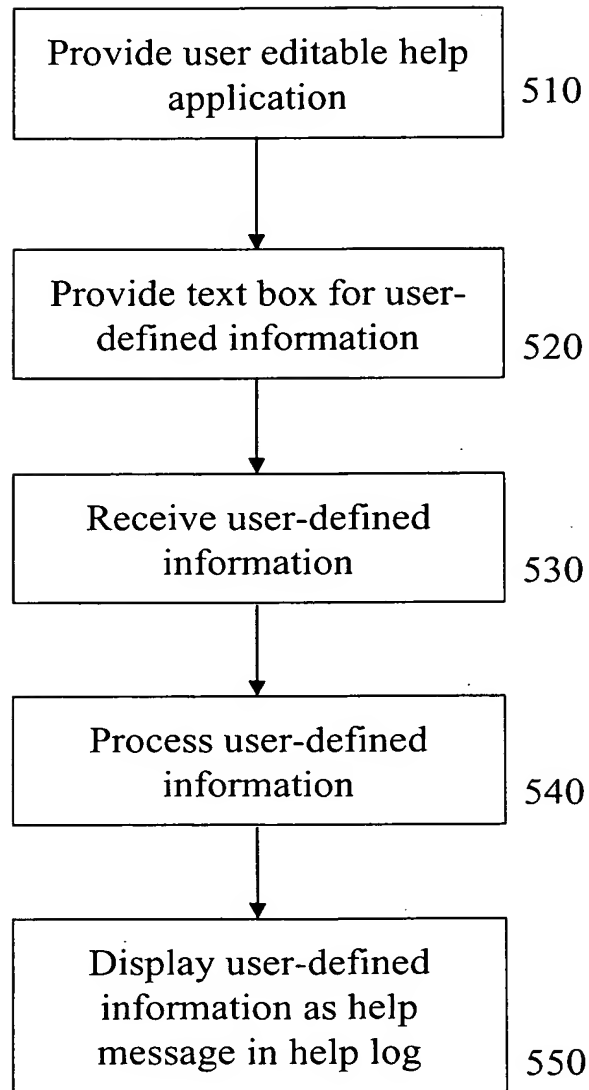 Provide user editable help
application
510
Provide text box for user-
defined information
520
Receive user-defined
information
530
Process user-defined
information
540
Display user-defined
information as help
message in help log
550